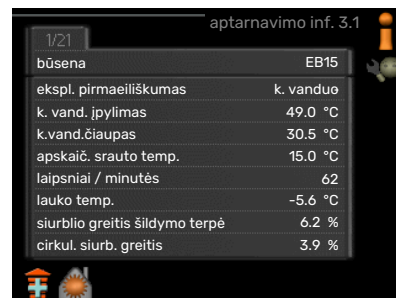 aptarnavimo inf. 3.1
1/21
būsena EB15
ekspl. pirmaeiliškumas k. vanduo
k. vand. įpylimas 49.0 °C
k.vand.čiaupas 30.5 °C
apskaič. srauto temp. 15.0 °C
laipsniai / minutės 62
lauko temp. -5.6 °C
siurblio greitis šildymo terpė 6.2 %
cirkul. siurb. greitis 3.9 %